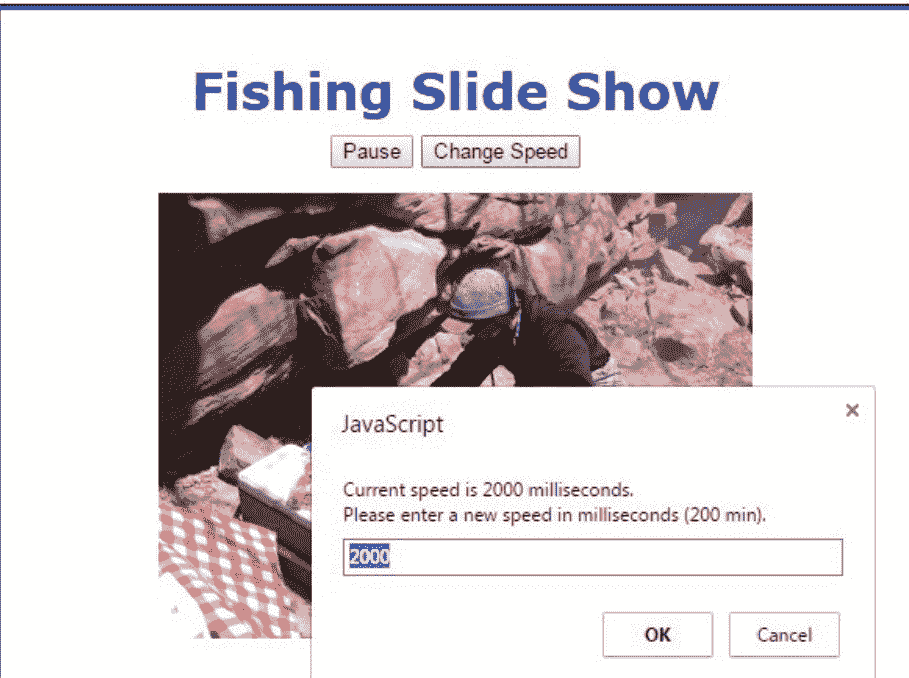 Fishing Slide Show
Pause Change Speed
JavaScript
Current speed is 2000 milliseconds.
Please enter a new speed in milliseconds (200 min).
2000
OK Cancel